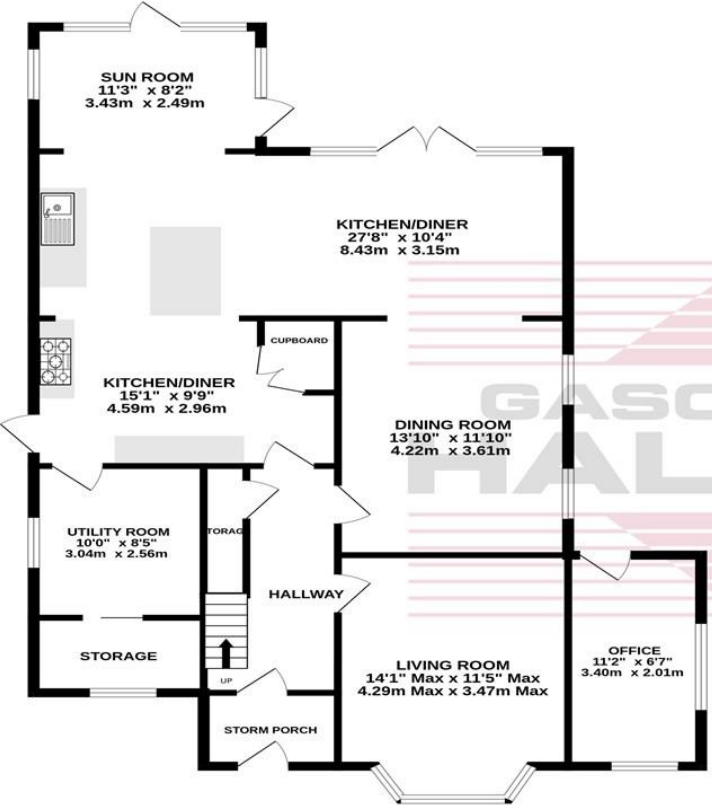 SUN ROOM
11'3" x 8'2"
3.43m x 2.49m
KITCHEN/DINER
27'8" x 10'4"
8.43m x 3.15m
CUPBOARD
KITCHEN/DINER
15'1" x 9'9"
4.59m x 2.96m
GASC
HAL
DINING ROOM
13'10" x 11'10"
4.22m x 3.61m
UTILITY ROOM
10'0" x 8'5"
3.04m x 2.56m
TORAG
HALLWAY
STORAGE
UP
LIVING ROOM
14'1" Max x 11'5" Max
4.29m Max x 3.47m Max
OFFICE
11'2" x 6'7"
3.40m x 2.01m
STORM PORCH